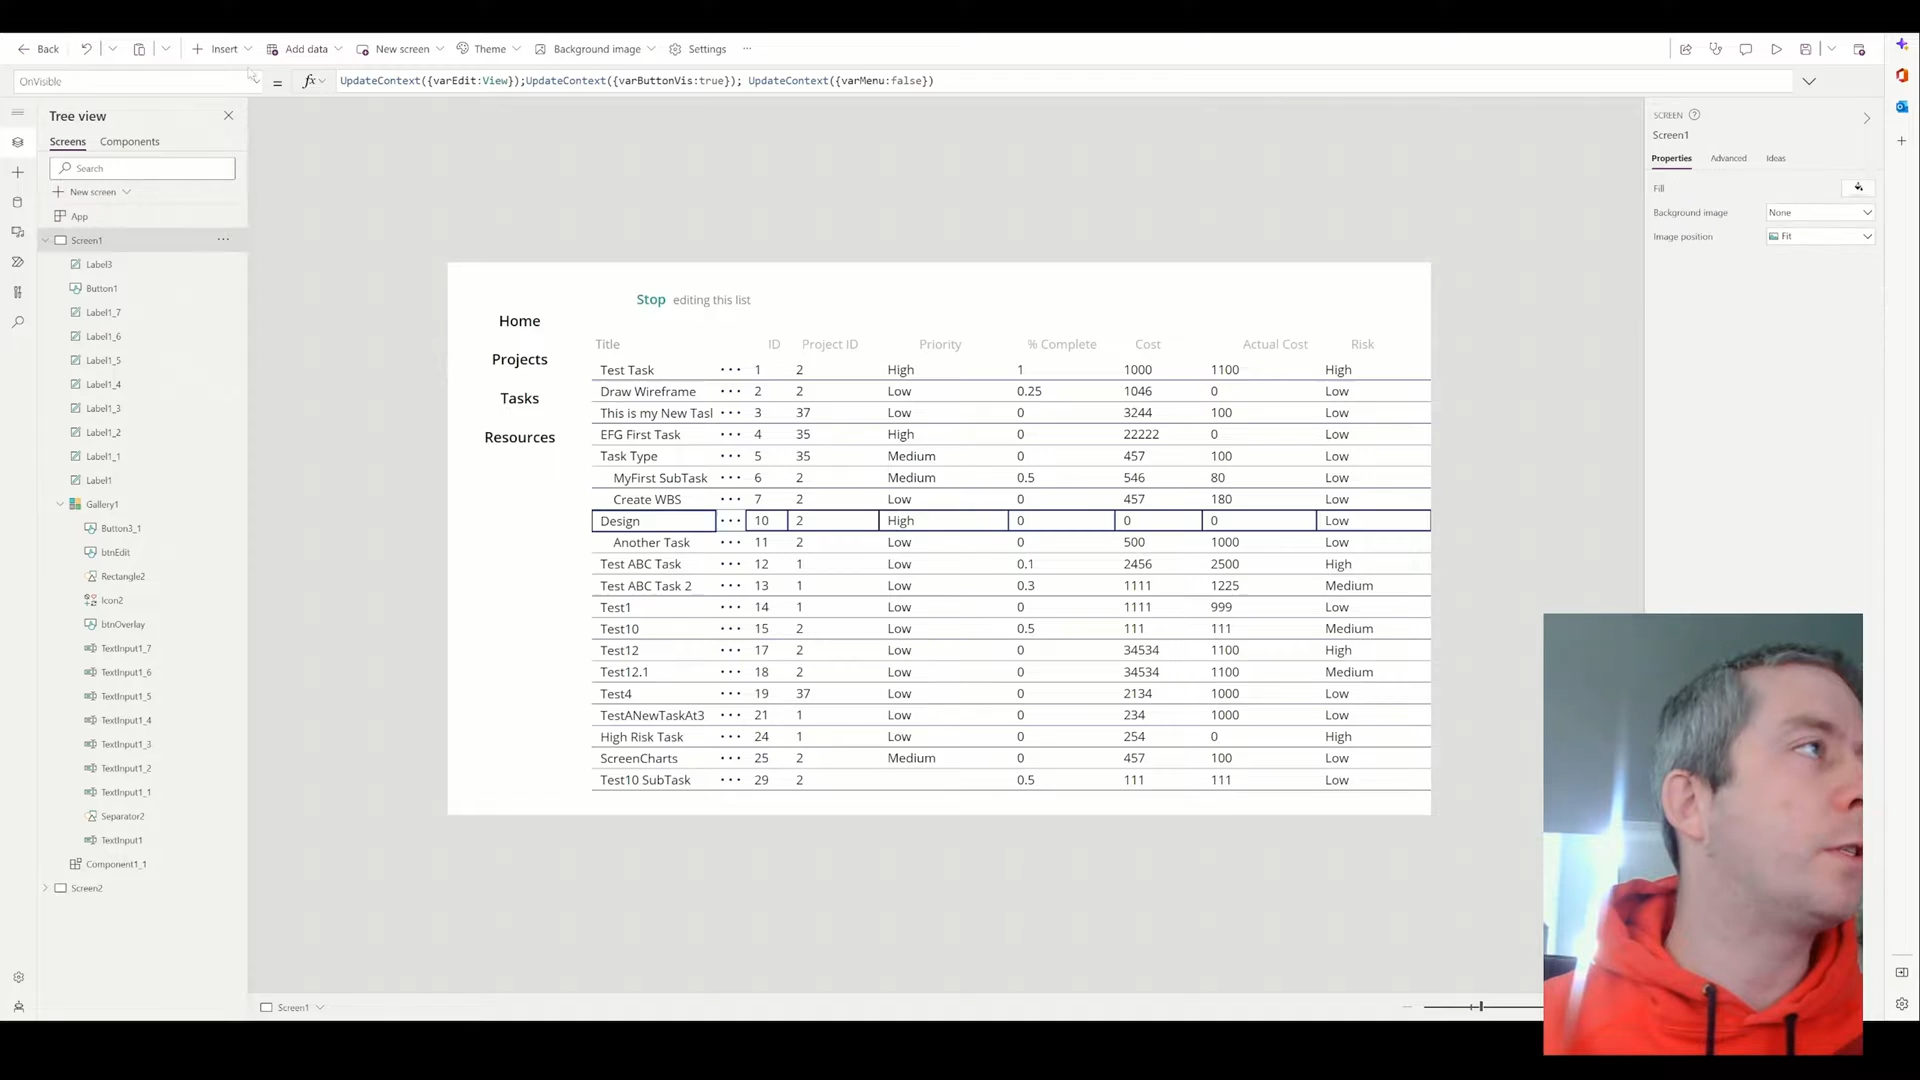 Back Insert Add data New screen Theme Background image Settings ...
OnVisible = fx UpdateContext({varEdit:View});UpdateContext({varButtonVis:true}); UpdateContext({varMenu:false})
Tree view
Screens Components
Search
New screen
App
Screen1 ...
Label3
Button1
Label1_7
Label1_6
Label1_5
Label1_4
Label1_3
Label1_2
Label1_1
Label1
Gallery1
Button3_1
btnEdit
Rectangle2
Icon2
btnOverlay
TextInput1_7
TextInput1_6
TextInput1_5
TextInput1_4
TextInput1_3
TextInput1_2
TextInput1_1
Separator2
TextInput1
Component1_1
Screen2
Stop editing this list
Home
Projects
Tasks
Resources
Title ID Project ID Priority % Complete Cost Actual Cost Risk
Test Task ... 1 2 High 1 1000 1100 High
Draw Wireframe ... 2 2 Low 0.25 1046 0 Low
This is my New Tasl ... 3 37 Low 0 3244 100 Low
EFG First Task ... 4 35 High 0 22222 0 Low
Task Type ... 5 35 Medium 0 457 100 Low
MyFirst SubTask ... 6 2 Medium 0.5 546 80 Low
Create WBS ... 7 2 Low 0 457 180 Low
Design ... 10 2 High 0 0 0 Low
Another Task ... 11 2 Low 0 500 1000 Low
Test ABC Task ... 12 1 Low 0.1 2456 2500 High
Test ABC Task 2 ... 13 1 Low 0.3 1111 1225 Medium
Test1 ... 14 1 Low 0 1111 999 Low
Test10 ... 15 2 Low 0.5 111 111 Medium
Test12 ... 17 2 Low 0 34534 1100 High
Test12.1 ... 18 2 Low 0 34534 1100 Medium
Test4 ... 19 37 Low 0 2134 1000 Low
TestANewTaskAt3 ... 21 1 Low 0 234 1000 Low
High Risk Task ... 24 1 Low 0 254 0 High
ScreenCharts ... 25 2 Medium 0 457 100 Low
Test10 SubTask ... 29 2 0.5 111 111 Low
SCREEN
Screen1
Properties Advanced Ideas
Fill
Background image None
Image position Fit
Screen1